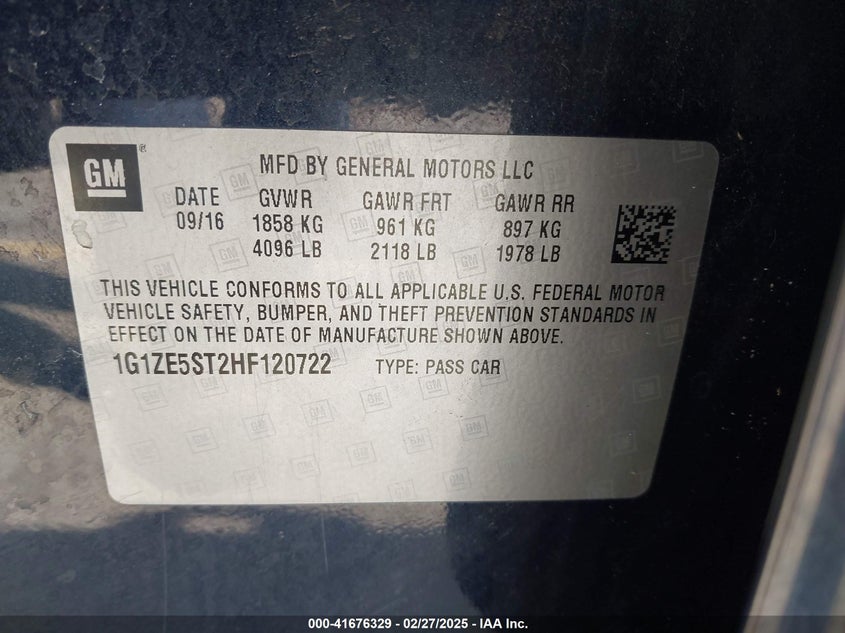 GM
MFD BY GENERAL MOTORS LLC
DATE GVWR GAWR FRT GAWR RR
09/16 1858 KG 961 KG 897 KG
4096 LB 2118 LB 1978 LB
THIS VEHICLE CONFORMS TO ALL APPLICABLE U.S. FEDERAL MOTOR
VEHICLE SAFETY, BUMPER, AND THEFT PREVENTION STANDARDS IN
EFFECT ON THE DATE OF MANUFACTURE SHOWN ABOVE.
1G1ZE5ST2HF120722 TYPE: PASS CAR
000-41676329 - 02/27/2025 - IAA Inc.